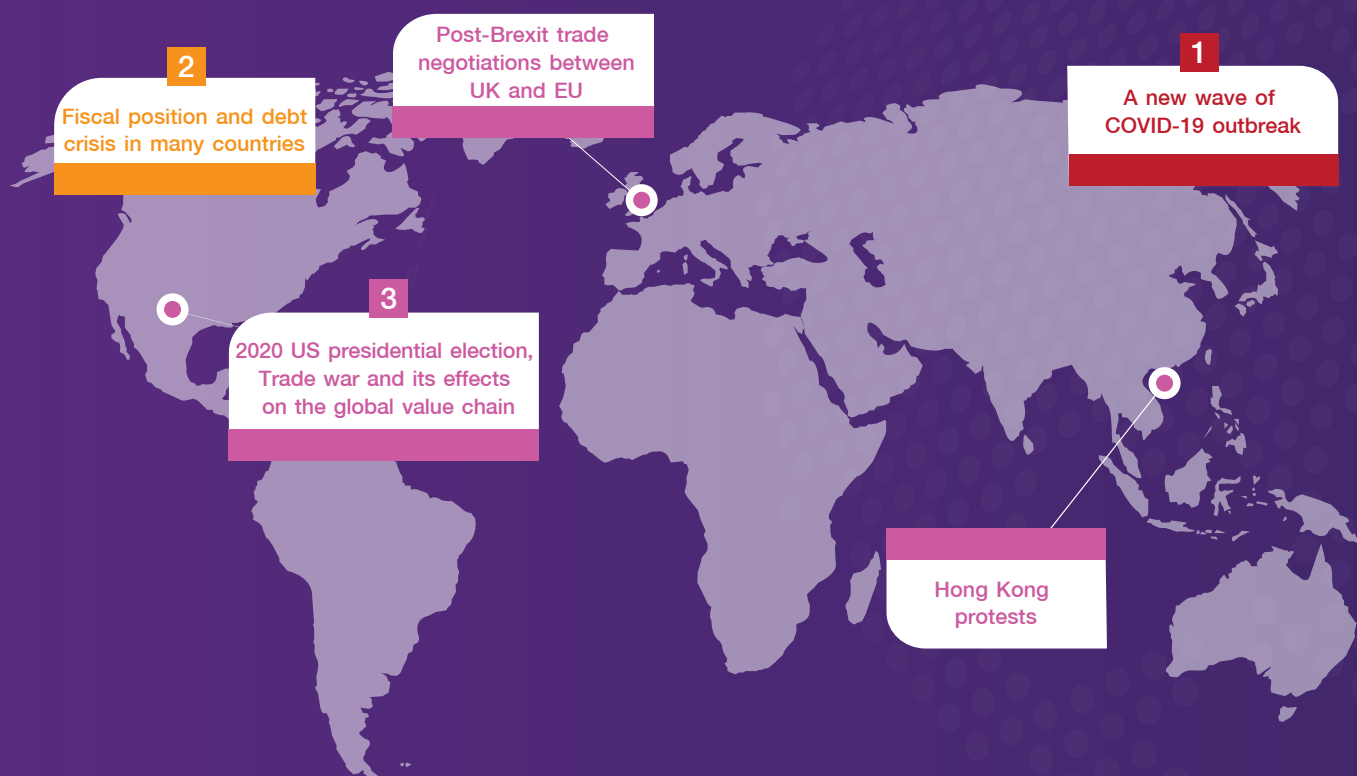 Post-Brexit trade
negotiations between
UK and EU
1
A new wave of
COVID-19 outbreak
2
Fiscal position and debt
crisis in many countries
3
2020 US presidential election,
Trade war and its effects
on the global value chain
Hong Kong
protests